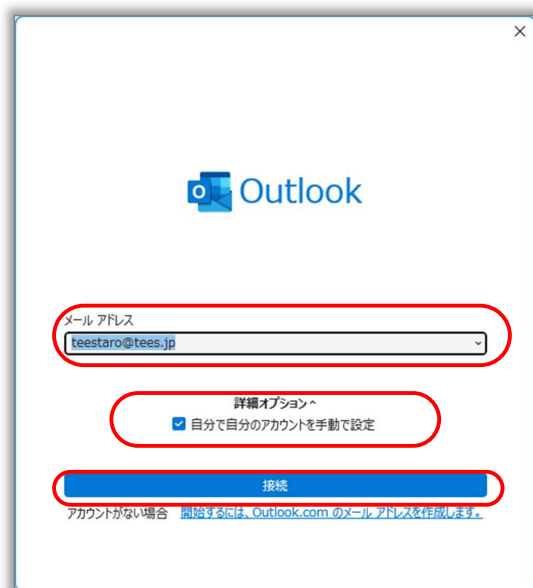 Outlook
メール アドレス
teestaro@tees.jp
詳細オプション
自分で自分のアカウントを手動で設定
接続
アカウントがない場合 開始するには、Outlook.com のメール アドレスを作成します。